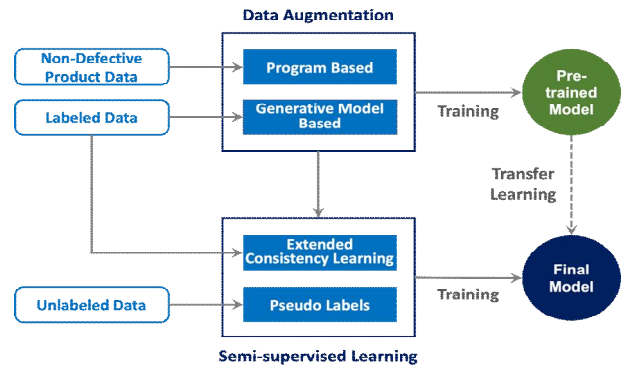 Data Augmentation
Non-Defective
Product Data
Program Based
Labeled Data
Generative Model
Based
Training
Pre-
trained
Model
Transfer
Learning
Extended
Consistency Learning
Unlabeled Data
Pseudo Labels
Training
Final
Model
Semi-supervised Learning